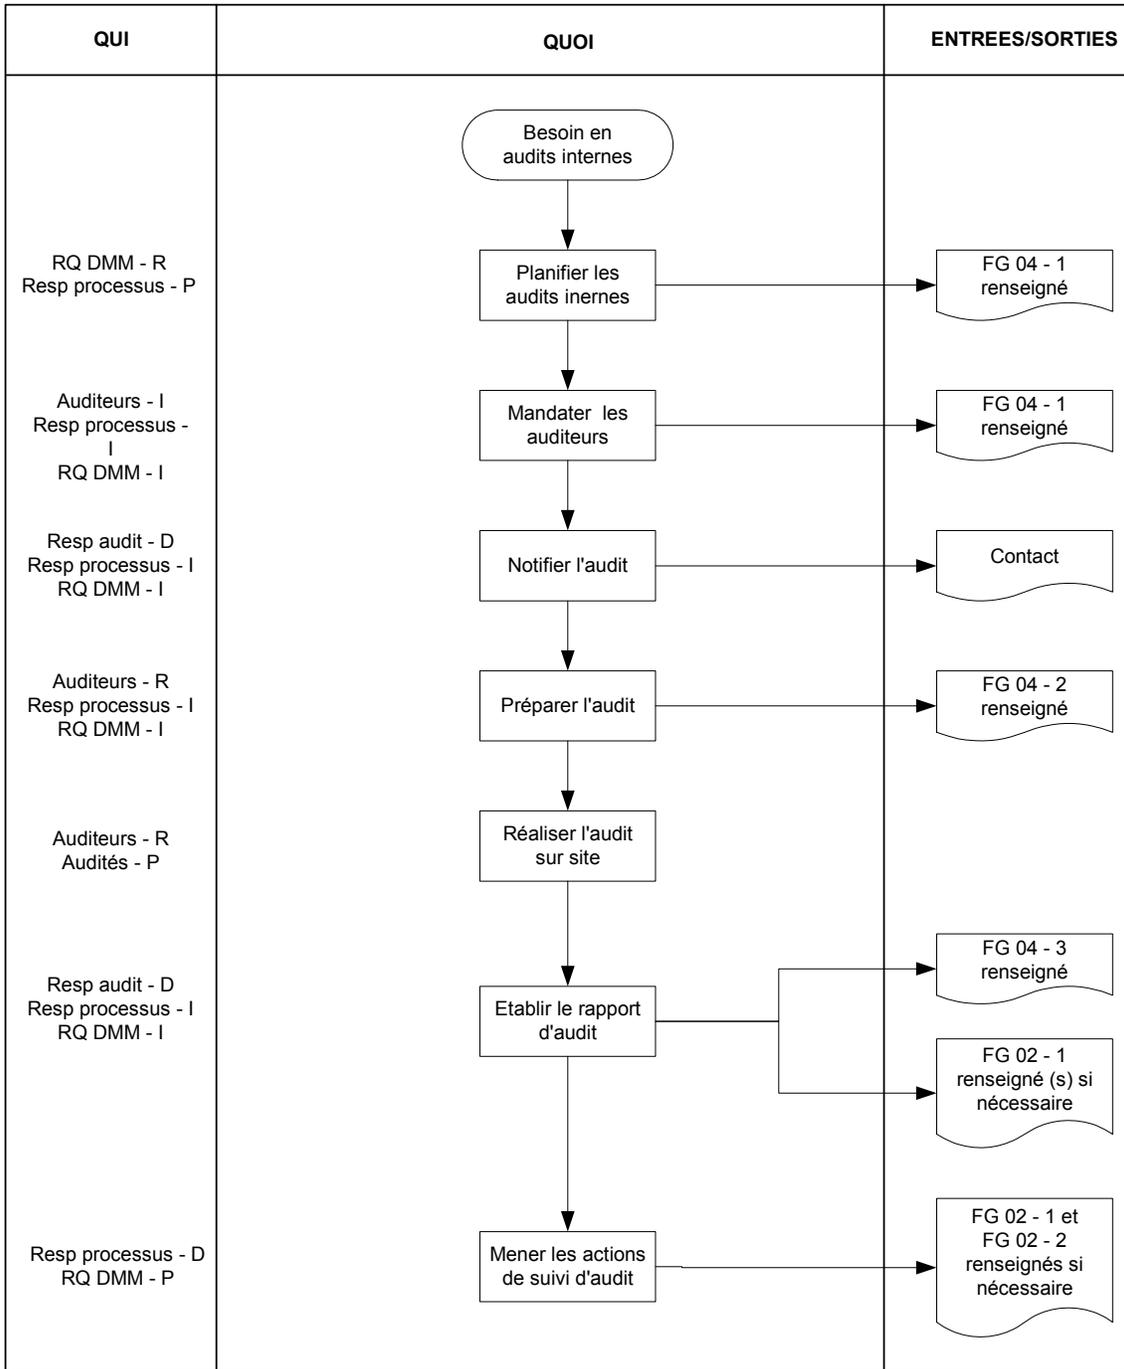 QUI
QUOI
ENTREES/SORTIES
Besoin en
audits internes
RQ DMM - R
Resp processus - P
Planifier les
audits inernes
FG 04 - 1
renseigné
Auditeurs - I
Resp processus -
I
RQ DMM - I
Mandater les
auditeurs
FG 04 - 1
renseigné
Resp audit - D
Resp processus - I
RQ DMM - I
Notifier l'audit
Contact
Auditeurs - R
Resp processus - I
RQ DMM - I
Préparer l'audit
FG 04 - 2
renseigné
Auditeurs - R
Audités - P
Réaliser l'audit
sur site
Resp audit - D
Resp processus - I
RQ DMM - I
Etablir le rapport
d'audit
FG 04 - 3
renseigné
FG 02 - 1
renseigné (s) si
nécessaire
Resp processus - D
RQ DMM - P
Mener les actions
de suivi d'audit
FG 02 - 1 et
FG 02 - 2
renseignés si
nécessaire